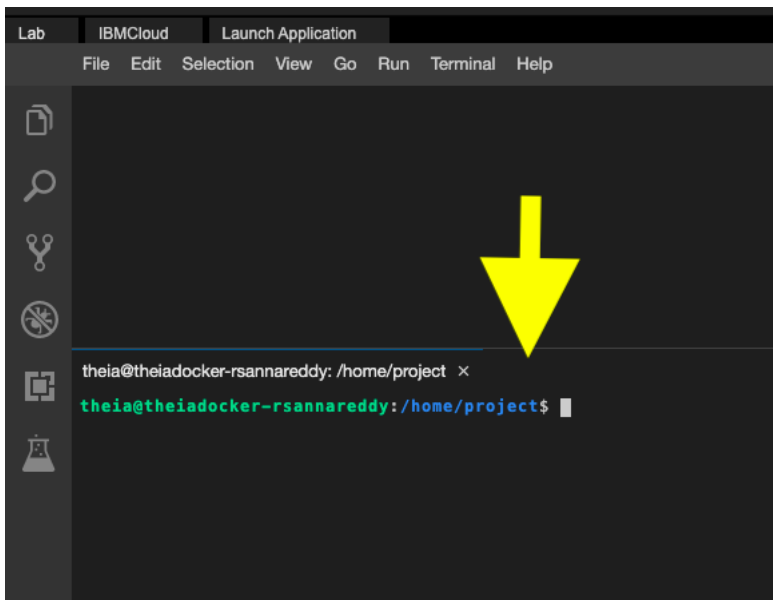 Lab IBMCloud Launch Application
File Edit Selection View Go Run Terminal Help
theia@theiadocker-rsannareddy: /home/project ×
theia@theiadocker-rsannareddy:/home/project$